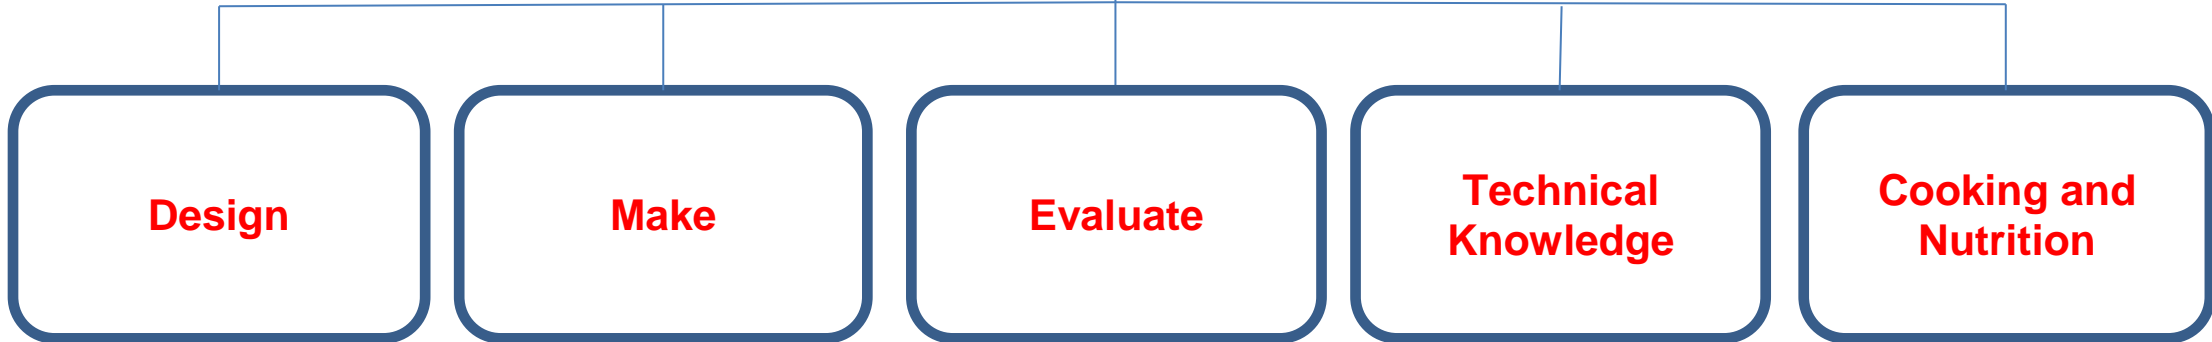 Design
Make
Evaluate
Technical
Knowledge
Cooking and
Nutrition